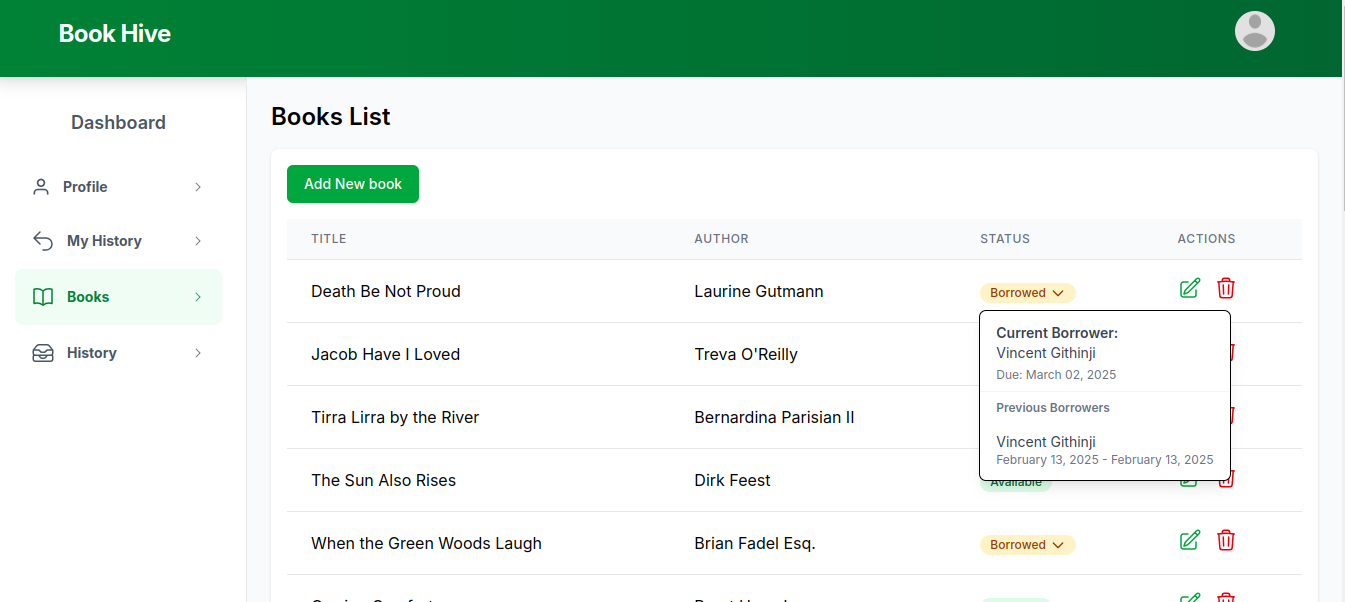 Book Hive
Dashboard
Profile
My History
Books
History
Books List
Add New book
TITLE AUTHOR STATUS ACTIONS
Death Be Not Proud Laurine Gutmann Borrowed
Current Borrower:
Vincent Githinji
Due: March 02, 2025
Previous Borrowers
Vincent Githinji
February 13, 2025 - February 13, 2025
Jacob Have I Loved Treva O'Reilly
Tirra Lirra by the River Bernardina Parisian II
The Sun Also Rises Dirk Feest Available
When the Green Woods Laugh Brian Fadel Esq. Borrowed